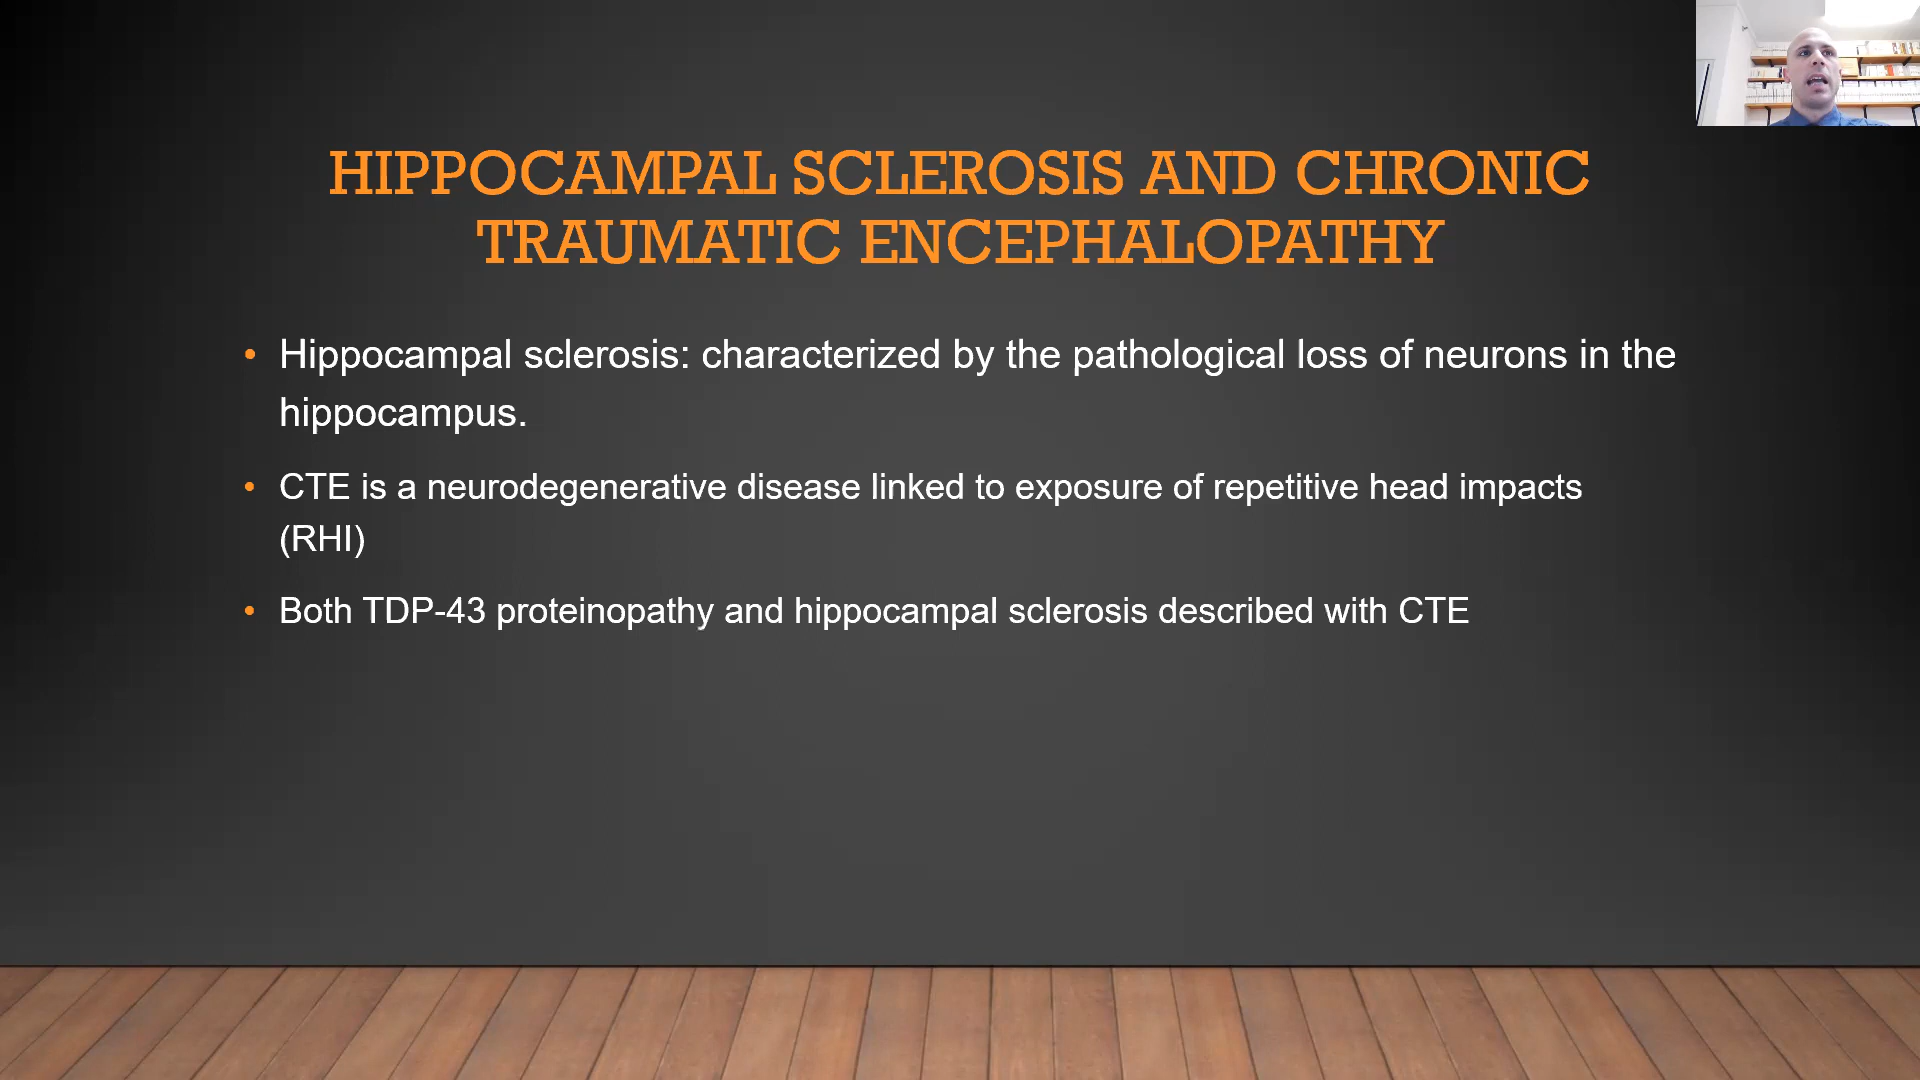 HIPPOCAMPAL SCLEROSIS AND CHRONIC
TRAUMATIC ENCEPHALOPATHY
• Hippocampal sclerosis: characterized by the pathological loss of neurons in the
hippocampus.
• CTE is a neurodegenerative disease linked to exposure of repetitive head impacts
(RHI)
• Both TDP-43 proteinopathy and hippocampal sclerosis described with CTE